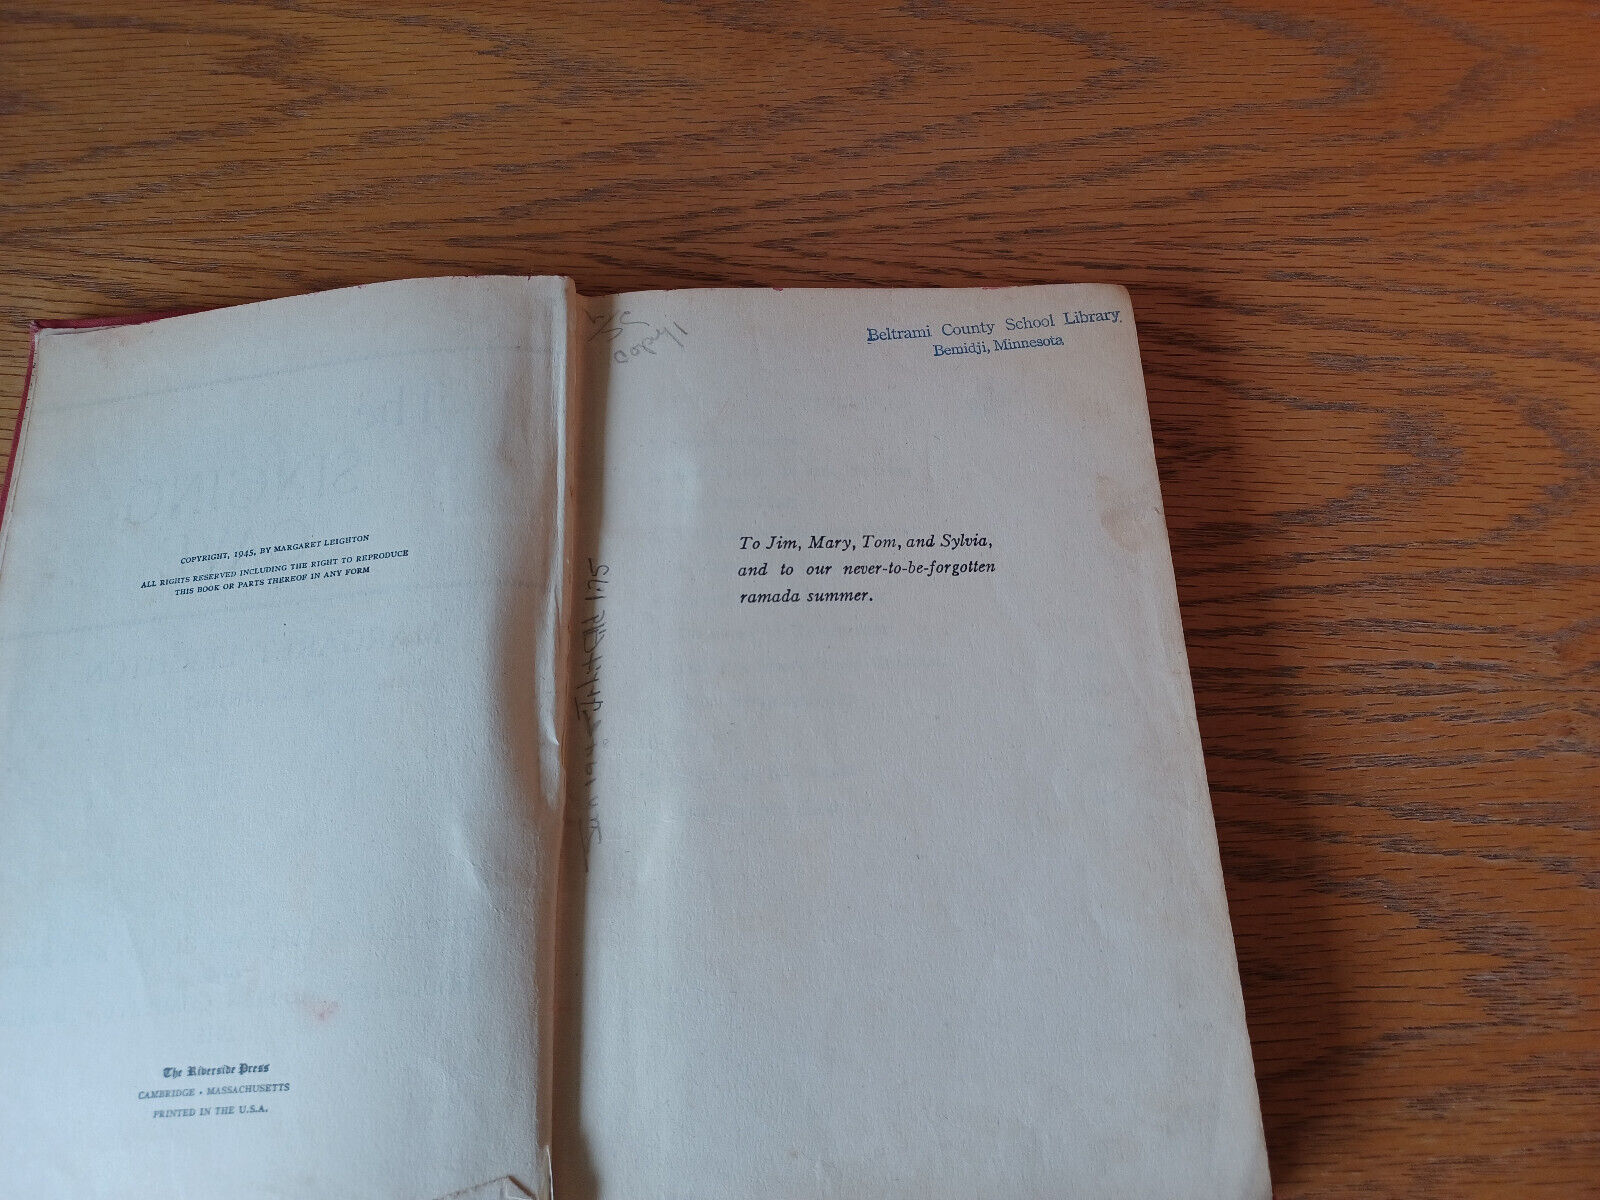 COPYRIGHT, 1945, BY MARGARET LEIGHTON
ALL RIGHTS RESERVED INCLUDING THE RIGHT TO REPRODUCE
THIS BOOK OR PARTS THEREOF IN ANY FORM
The Riverside Press
CAMBRIDGE • MASSACHUSETTS
PRINTED IN THE U.S.A.
copy 1
Beltrami County School Library
Bemidji, Minnesota
To Jim, Mary, Tom, and Sylvia,
and to our never-to-be-forgotten
ramada summer.